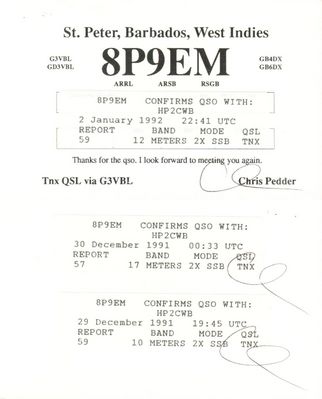 St. Peter, Barbados, West Indies
G3VBL 8P9EM GB4DX
GD3VBL GB6DX
ARRL ARSB RSGB
8P9EM CONFIRMS QSO WITH:
HP2CWB
2 January 1992 22:41 UTC
REPORT BAND MODE QSL
59 12 METERS 2X SSB TNX
Thanks for the qso. I look forward to meeting you again.
Tnx QSL via G3VBL Chris Pedder
8P9EM CONFIRMS QSO WITH:
HP2CWB
30 December 1991 00:33 UTC
REPORT BAND MODE QSL
57 17 METERS 2X SSB TNX
8P9EM CONFIRMS QSO WITH:
HP2CWB
29 December 1991 19:45 UTC
REPORT BAND MODE QSL
59 10 METERS 2X SSB TNX